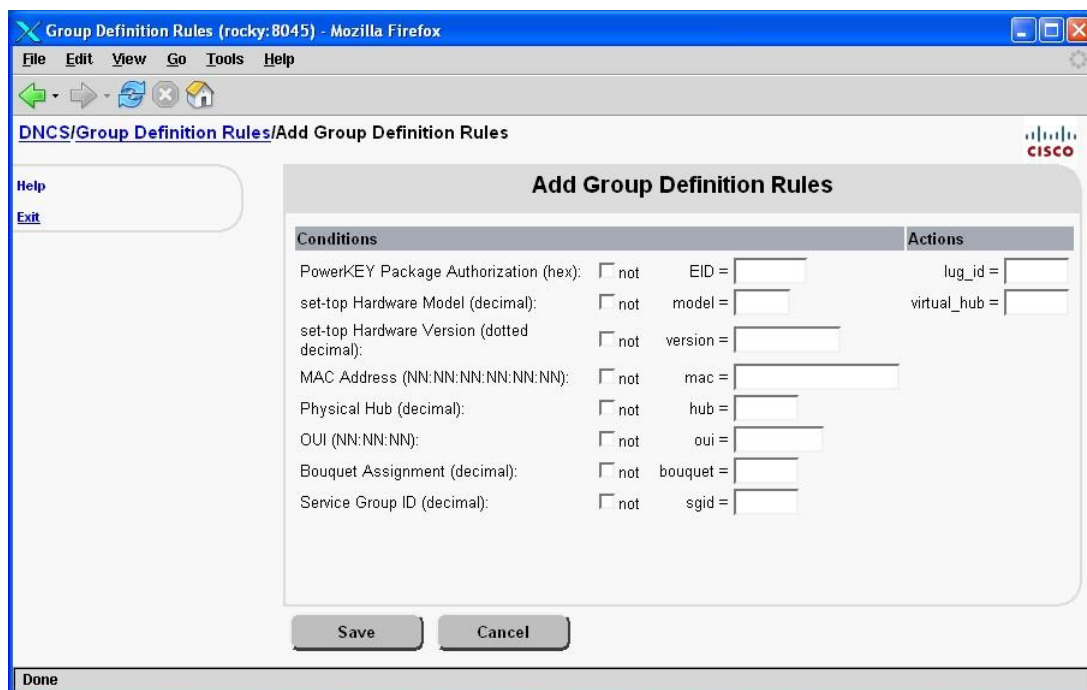 Group Definition Rules (rocky:8045) - Mozilla Firefox
File Edit View Go Tools Help
DNCS/Group Definition Rules/Add Group Definition Rules
CISCO
Help
Exit
Add Group Definition Rules
Conditions Actions
PowerKEY Package Authorization (hex): not EID = lug_id =
set-top Hardware Model (decimal): not model = virtual_hub =
set-top Hardware Version (dotted
decimal): not version =
MAC Address (NN:NN:NN:NN:NN:NN): not mac =
Physical Hub (decimal): not hub =
OUI (NN:NN:NN): not oui =
Bouquet Assignment (decimal): not bouquet =
Service Group ID (decimal): not sgid =
Save Cancel
Done